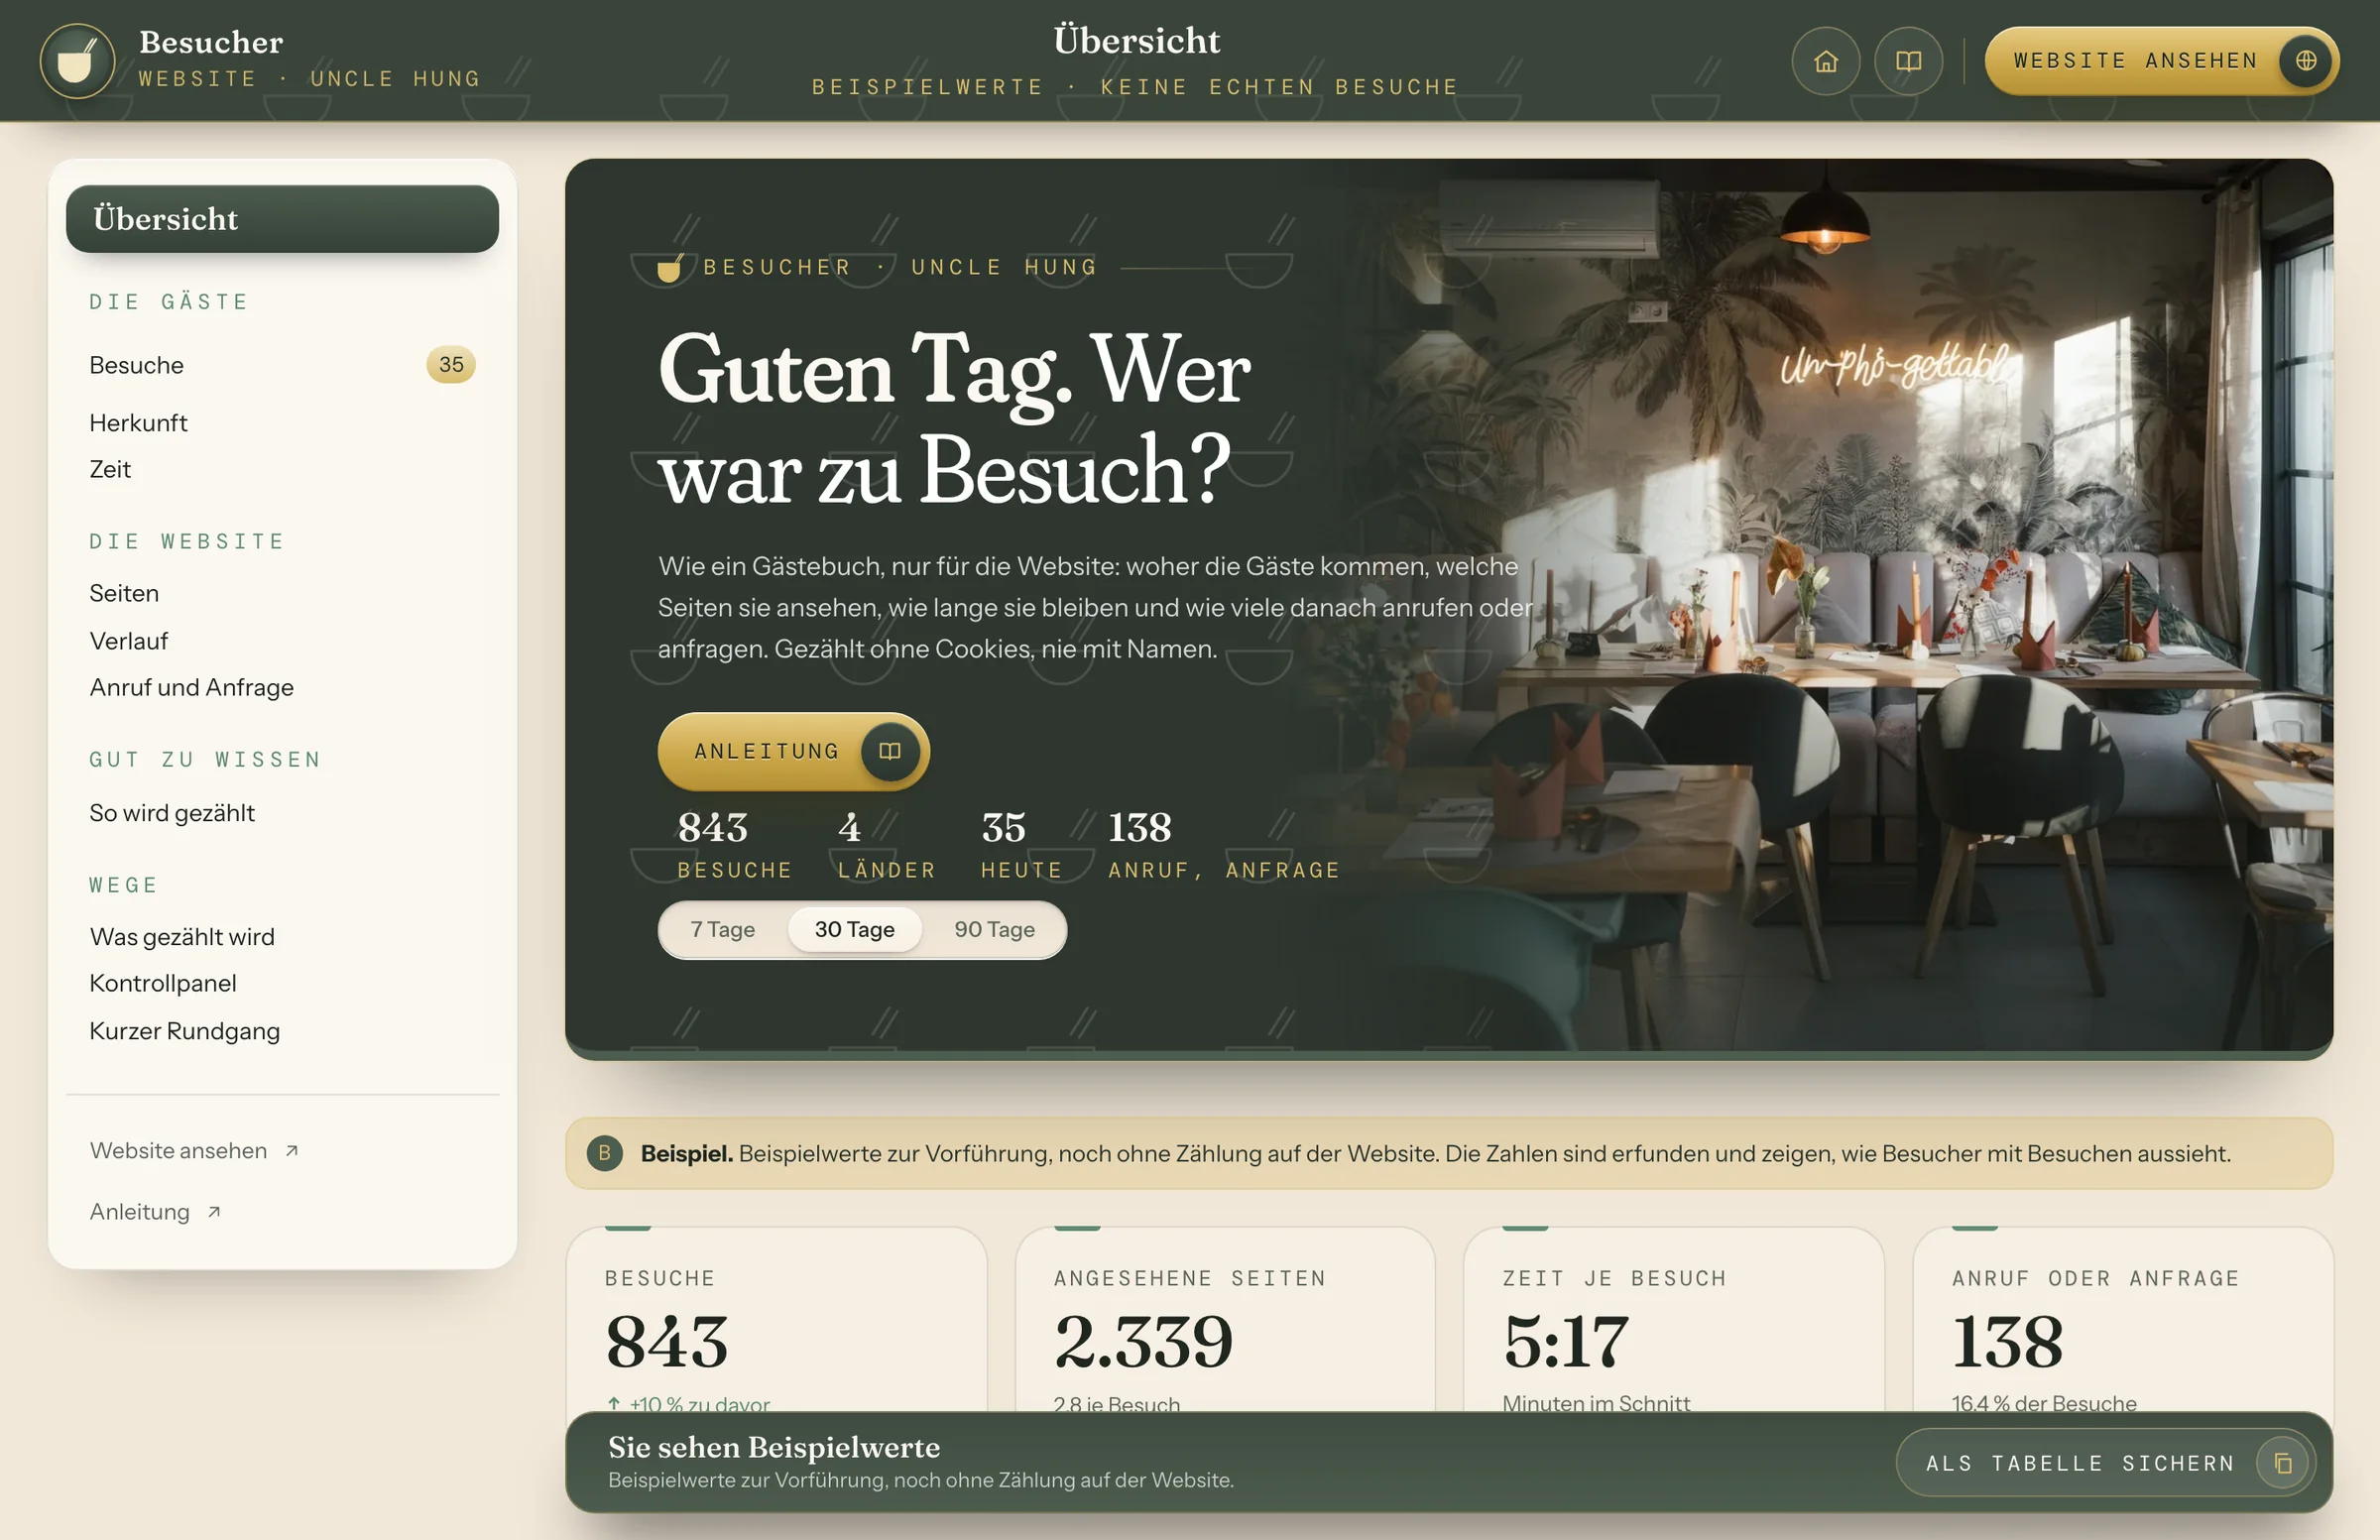 Besucher
WEBSITE · UNCLE HUNG
Übersicht
BEISPIELWERTE · KEINE ECHTEN BESUCHE
WEBSITE ANSEHEN
Übersicht
DIE GÄSTE
Besuche 35
Herkunft
Zeit
DIE WEBSITE
Seiten
Verlauf
Anruf und Anfrage
GUT ZU WISSEN
So wird gezählt
WEGE
Was gezählt wird
Kontrollpanel
Kurzer Rundgang
Website ansehen ↗
Anleitung ↗
BESUCHER · UNCLE HUNG
Guten Tag. Wer
war zu Besuch?
Wie ein Gästebuch, nur für die Website: woher die Gäste kommen, welche
Seiten sie ansehen, wie lange sie bleiben und wie viele danach anrufen oder
anfragen. Gezählt ohne Cookies, nie mit Namen.
ANLEITUNG
843 4 35 138
BESUCHE LÄNDER HEUTE ANRUF, ANFRAGE
7 Tage 30 Tage 90 Tage
Un-phở-gettable
B Beispiel. Beispielwerte zur Vorführung, noch ohne Zählung auf der Website. Die Zahlen sind erfunden und zeigen, wie Besucher mit Besuchen aussieht.
BESUCHE
843
↑ +10 % zu davor
ANGESEHENE SEITEN
2.339
2,8 je Besuch
ZEIT JE BESUCH
5:17
Minuten im Schnitt
ANRUF ODER ANFRAGE
138
16,4 % der Besuche
Sie sehen Beispielwerte
Beispielwerte zur Vorführung, noch ohne Zählung auf der Website.
ALS TABELLE SICHERN